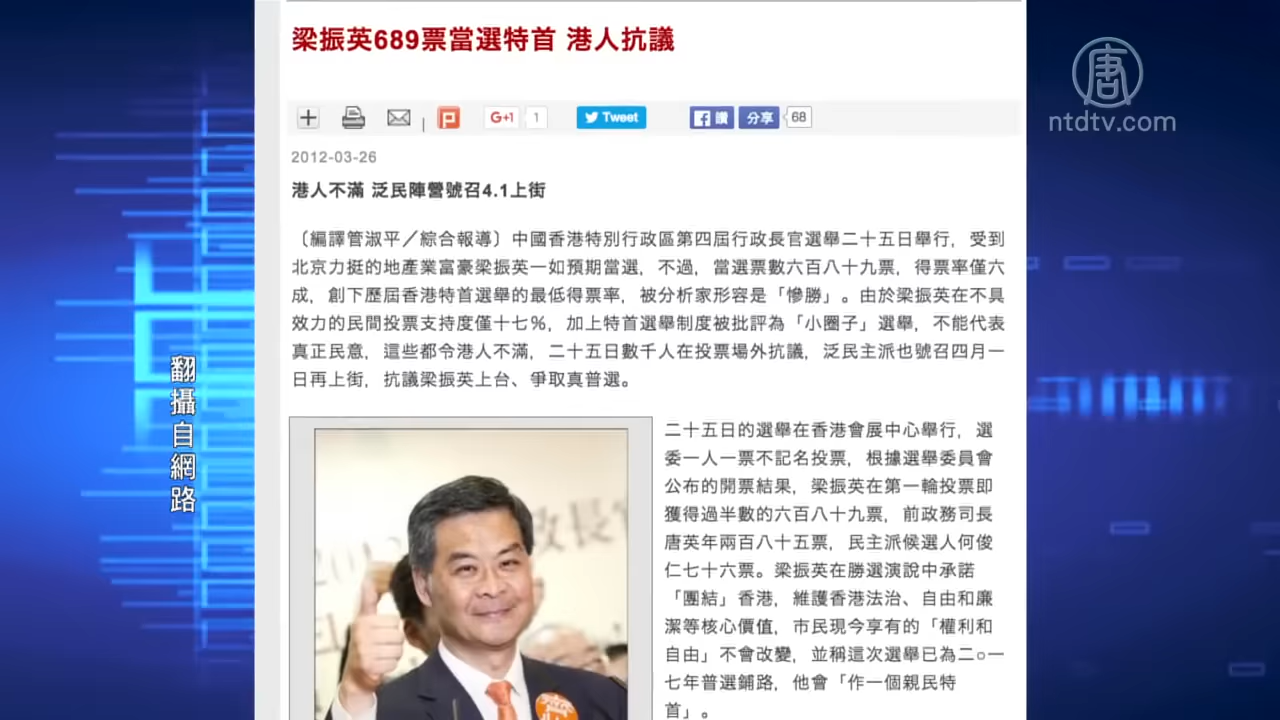 梁振英689票當選特首 港人抗議
唐
ntdtv.com
G+1 1 Tweet 讚 分享 68
2012-03-26
港人不滿 泛民陣營號召4.1上街
〔編譯管淑平／綜合報導〕中國香港特別行政區第四屆行政長官選舉二十五日舉行，受到
北京力挺的地產業富豪梁振英一如預期當選，不過，當選票數六百八十九票，得票率僅六
成，創下歷屆香港特首選舉的最低得票率，被分析家形容是「慘勝」。由於梁振英在不具
效力的民間投票支持度僅十七%，加上特首選舉制度被批評為「小圈子」選舉，不能代表
真正民意，這些都令港人不滿，二十五日數千人在投票場外抗議，泛民主派也號召四月一
日再上街，抗議梁振英上台、爭取真普選。
二十五日的選舉在香港會展中心舉行，選
委一人一票不記名投票，根據選舉委員會
公布的開票結果，梁振英在第一輪投票即
獲得過半數的六百八十九票，前政務司長
唐英年兩百八十五票，民主派候選人何俊
仁七十六票。梁振英在勝選演說中承諾
「團結」香港，維護香港法治、自由和廉
潔等核心價值，市民現今享有的「權利和
自由」不會改變，並稱這次選舉已為二○一
七年普選鋪路，他會「作一個親民特
首」。
翻攝自網路